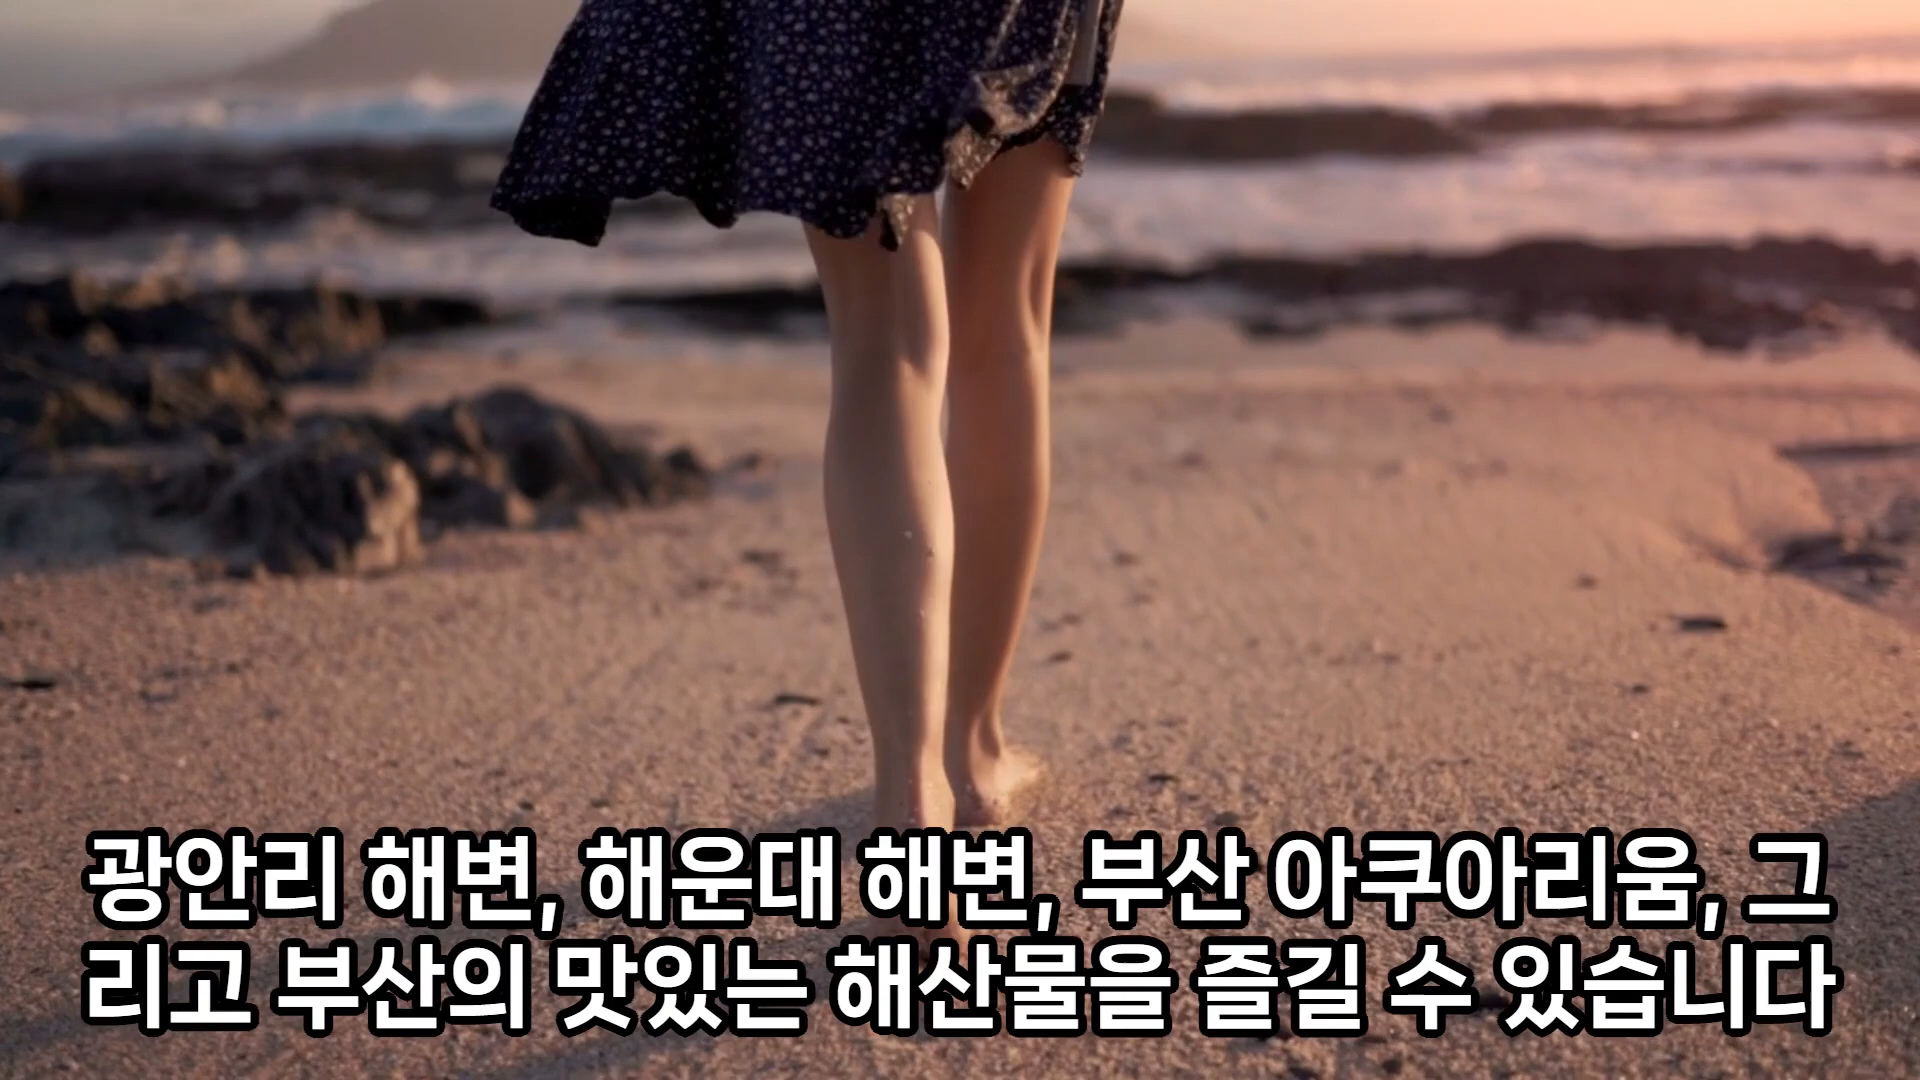 광안리 해변, 해운대 해변, 부산 아쿠아리움, 그
리고 부산의 맛있는 해산물을 즐길 수 있습니다